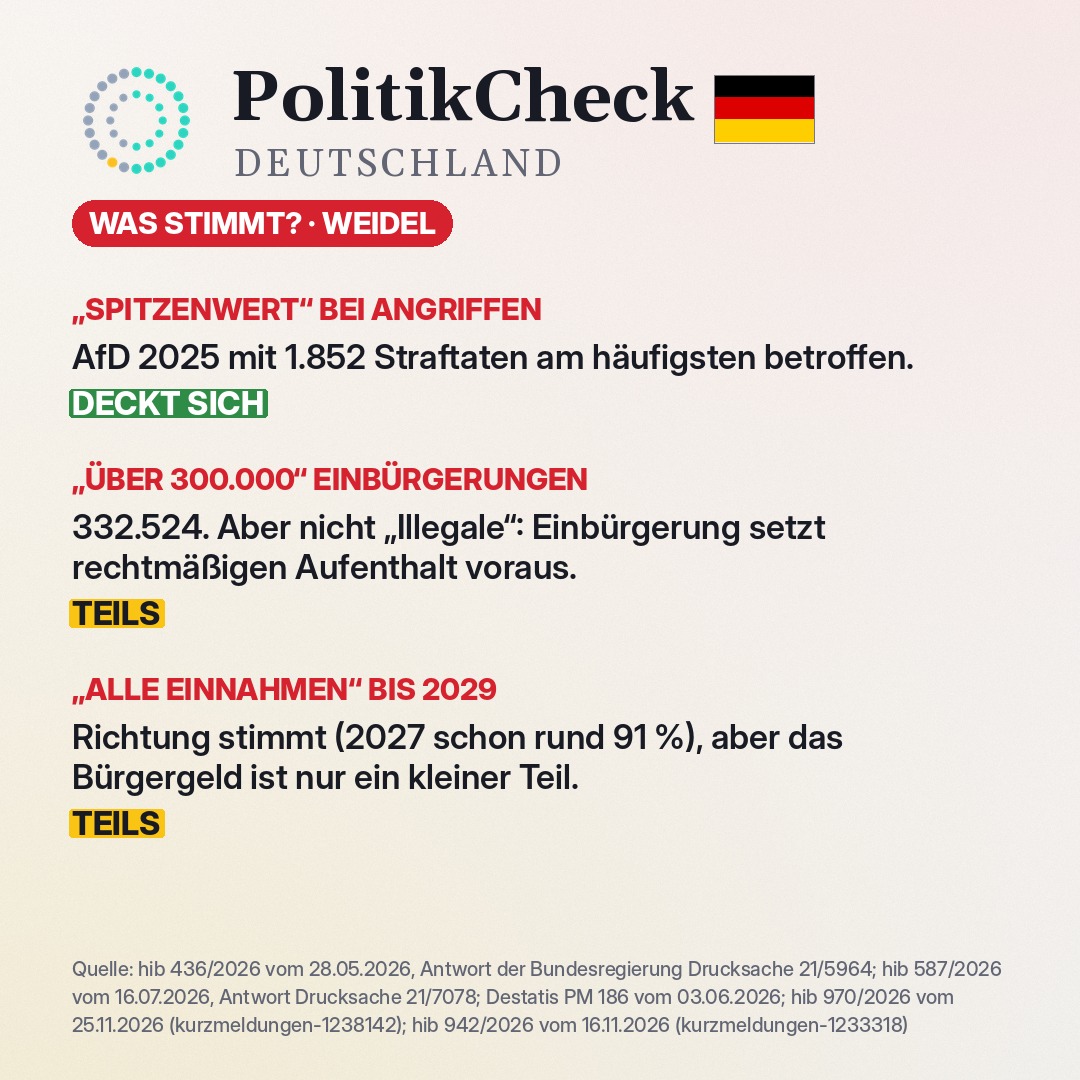 PolitikCheck
DEUTSCHLAND
WAS STIMMT? · WEIDEL
„SPITZENWERT“ BEI ANGRIFFEN
AfD 2025 mit 1.852 Straftaten am häufigsten betroffen.
DECKT SICH
„ÜBER 300.000“ EINBÜRGERUNGEN
332.524. Aber nicht „Illegale“: Einbürgerung setzt
rechtmäßigen Aufenthalt voraus.
TEILS
„ALLE EINNAHMEN“ BIS 2029
Richtung stimmt (2027 schon rund 91 %), aber das
Bürgergeld ist nur ein kleiner Teil.
TEILS
Quelle: hib 436/2026 vom 28.05.2026, Antwort der Bundesregierung Drucksache 21/5964; hib 587/2026
vom 16.07.2026, Antwort Drucksache 21/7078; Destatis PM 186 vom 03.06.2026; hib 970/2026 vom
25.11.2026 (kurzmeldungen-1238142); hib 942/2026 vom 16.11.2026 (kurzmeldungen-1233318)